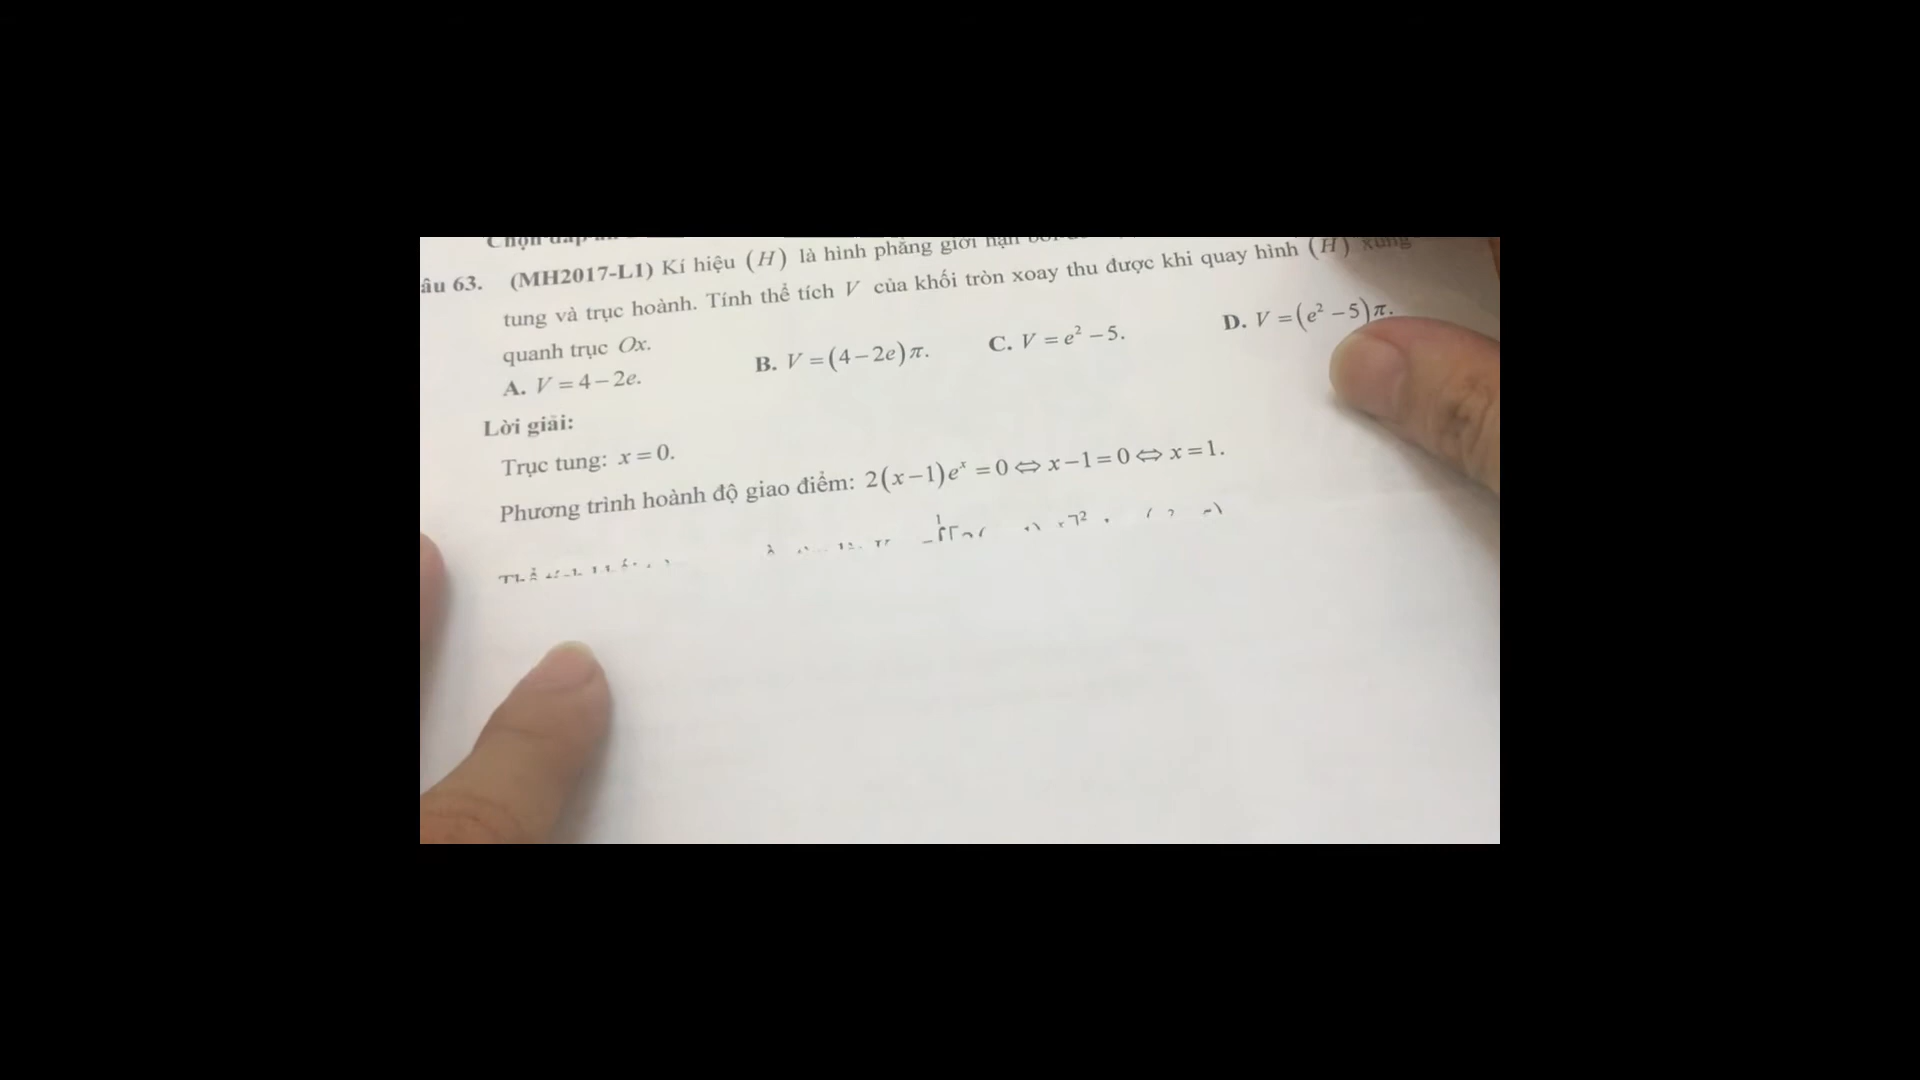 âu 63. (MH2017-L1) Kí hiệu (H) là hình phẳng giới hạn
tung và trục hoành. Tính thể tích V của khối tròn xoay thu được khi quay hình (H) xung
quanh trục Ox.
A. V = 4 − 2e. B. V = (4 − 2e)π. C. V = e² − 5. D. V = (e² − 5)π.
Lời giải:
Trục tung: x = 0.
Phương trình hoành độ giao điểm: 2(x−1)eˣ = 0 ⇔ x−1 = 0 ⇔ x = 1.